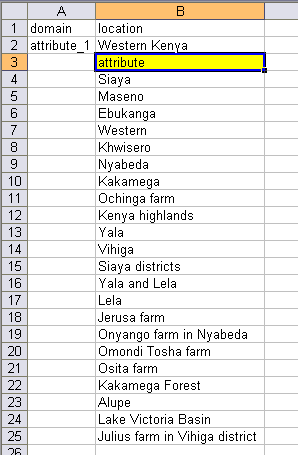 A B
1 domain location
2 attribute_1 Western Kenya
3 attribute
4 Siaya
5 Maseno
6 Ebukanga
7 Western
8 Khwisero
9 Nyabeda
10 Kakamega
11 Ochinga farm
12 Kenya highlands
13 Yala
14 Vihiga
15 Siaya districts
16 Yala and Lela
17 Lela
18 Jerusa farm
19 Onyango farm in Nyabeda
20 Omondi Tosha farm
21 Osita farm
22 Kakamega Forest
23 Alupe
24 Lake Victoria Basin
25 Julius farm in Vihiga district
26